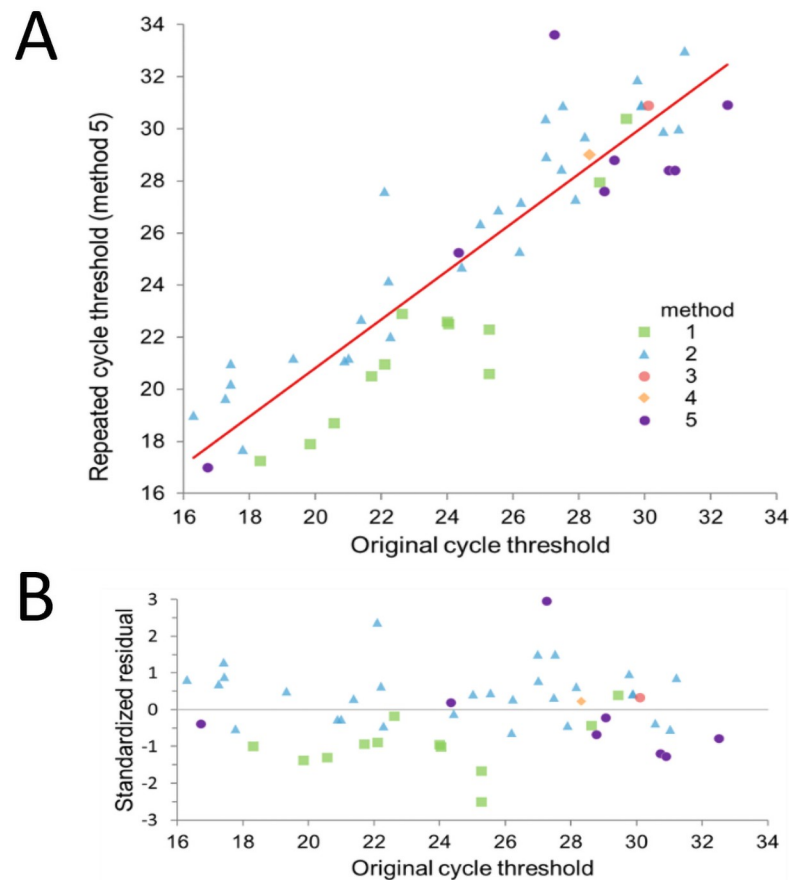 A
34
32
30
28
26
24
22
20
18
16
Repeated cycle threshold (method 5)
method
1
2
3
4
5
16 18 20 22 24 26 28 30 32 34
Original cycle threshold
B
3
2
1
0
-1
-2
-3
Standardized residual
16 18 20 22 24 26 28 30 32 34
Original cycle threshold